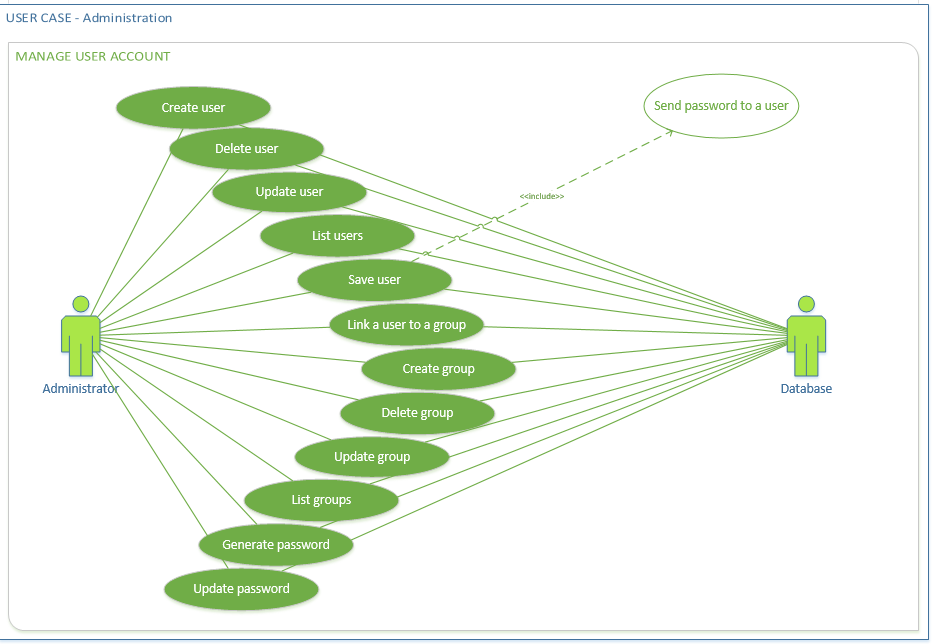 USER CASE - Administration
MANAGE USER ACCOUNT
Create user
Send password to a user
Delete user
Update user
<<include>>
List users
Save user
Link a user to a group
Create group
Administrator
Database
Delete group
Update group
List groups
Generate password
Update password